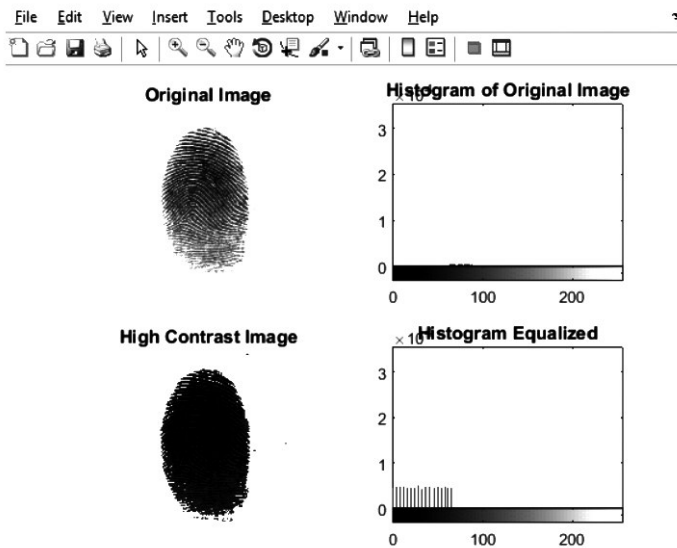 File Edit View Insert Tools Desktop Window Help
Original Image
Histogram of Original Image
3
2
1
0
0 100 200
High Contrast Image
Histogram Equalized
3
2
1
0
0 100 200